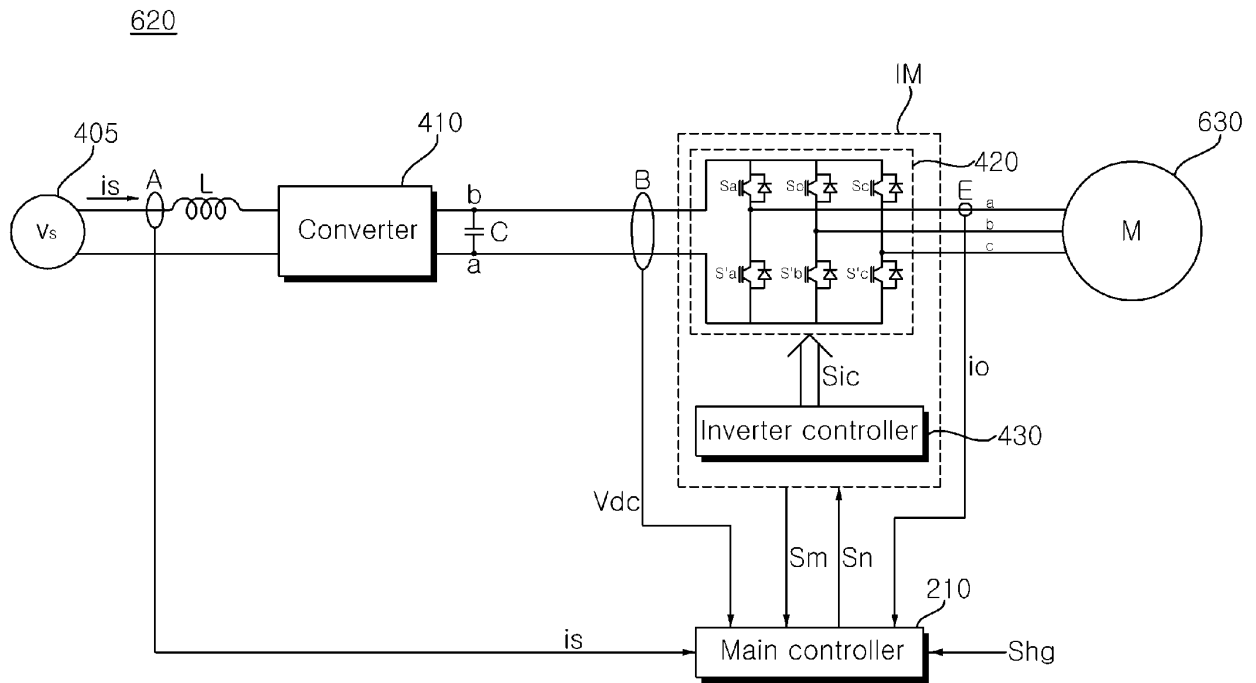 620
IM
405
410
630
420
is
A
L
b
B
E
Sa
Sb
Sc
a
Vs
Converter
C
b
M
c
a
S'a
S'b
S'c
io
Sic
Inverter controller
430
Vdc
Sm
Sn
210
is
Main controller
Shg